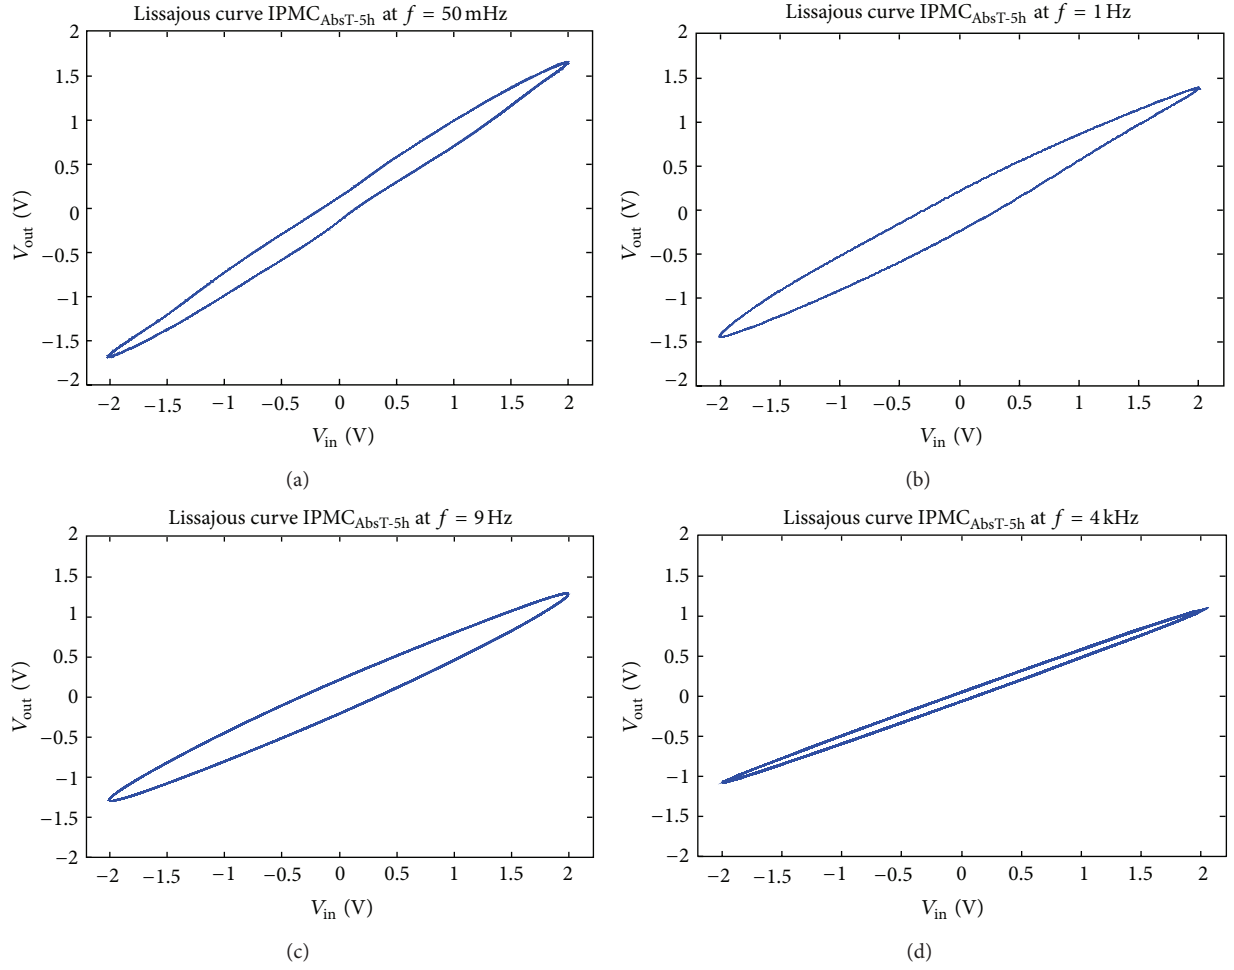 Lissajous curve IPMC_AbsT-5h at f = 50 mHz
2
1.5
1
0.5
0
−0.5
−1
−1.5
−2
V_out (V)
−2 −1.5 −1 −0.5 0 0.5 1 1.5 2
V_in (V)
(a)
Lissajous curve IPMC_AbsT-5h at f = 1 Hz
2
1.5
1
0.5
0
−0.5
−1
−1.5
−2
V_out (V)
−2 −1.5 −1 −0.5 0 0.5 1 1.5 2
V_in (V)
(b)
Lissajous curve IPMC_AbsT-5h at f = 9 Hz
2
1.5
1
0.5
0
−0.5
−1
−1.5
−2
V_out (V)
−2 −1.5 −1 −0.5 0 0.5 1 1.5 2
V_in (V)
(c)
Lissajous curve IPMC_AbsT-5h at f = 4 kHz
2
1.5
1
0.5
0
−0.5
−1
−1.5
−2
V_out (V)
−2 −1.5 −1 −0.5 0 0.5 1 1.5 2
V_in (V)
(d)